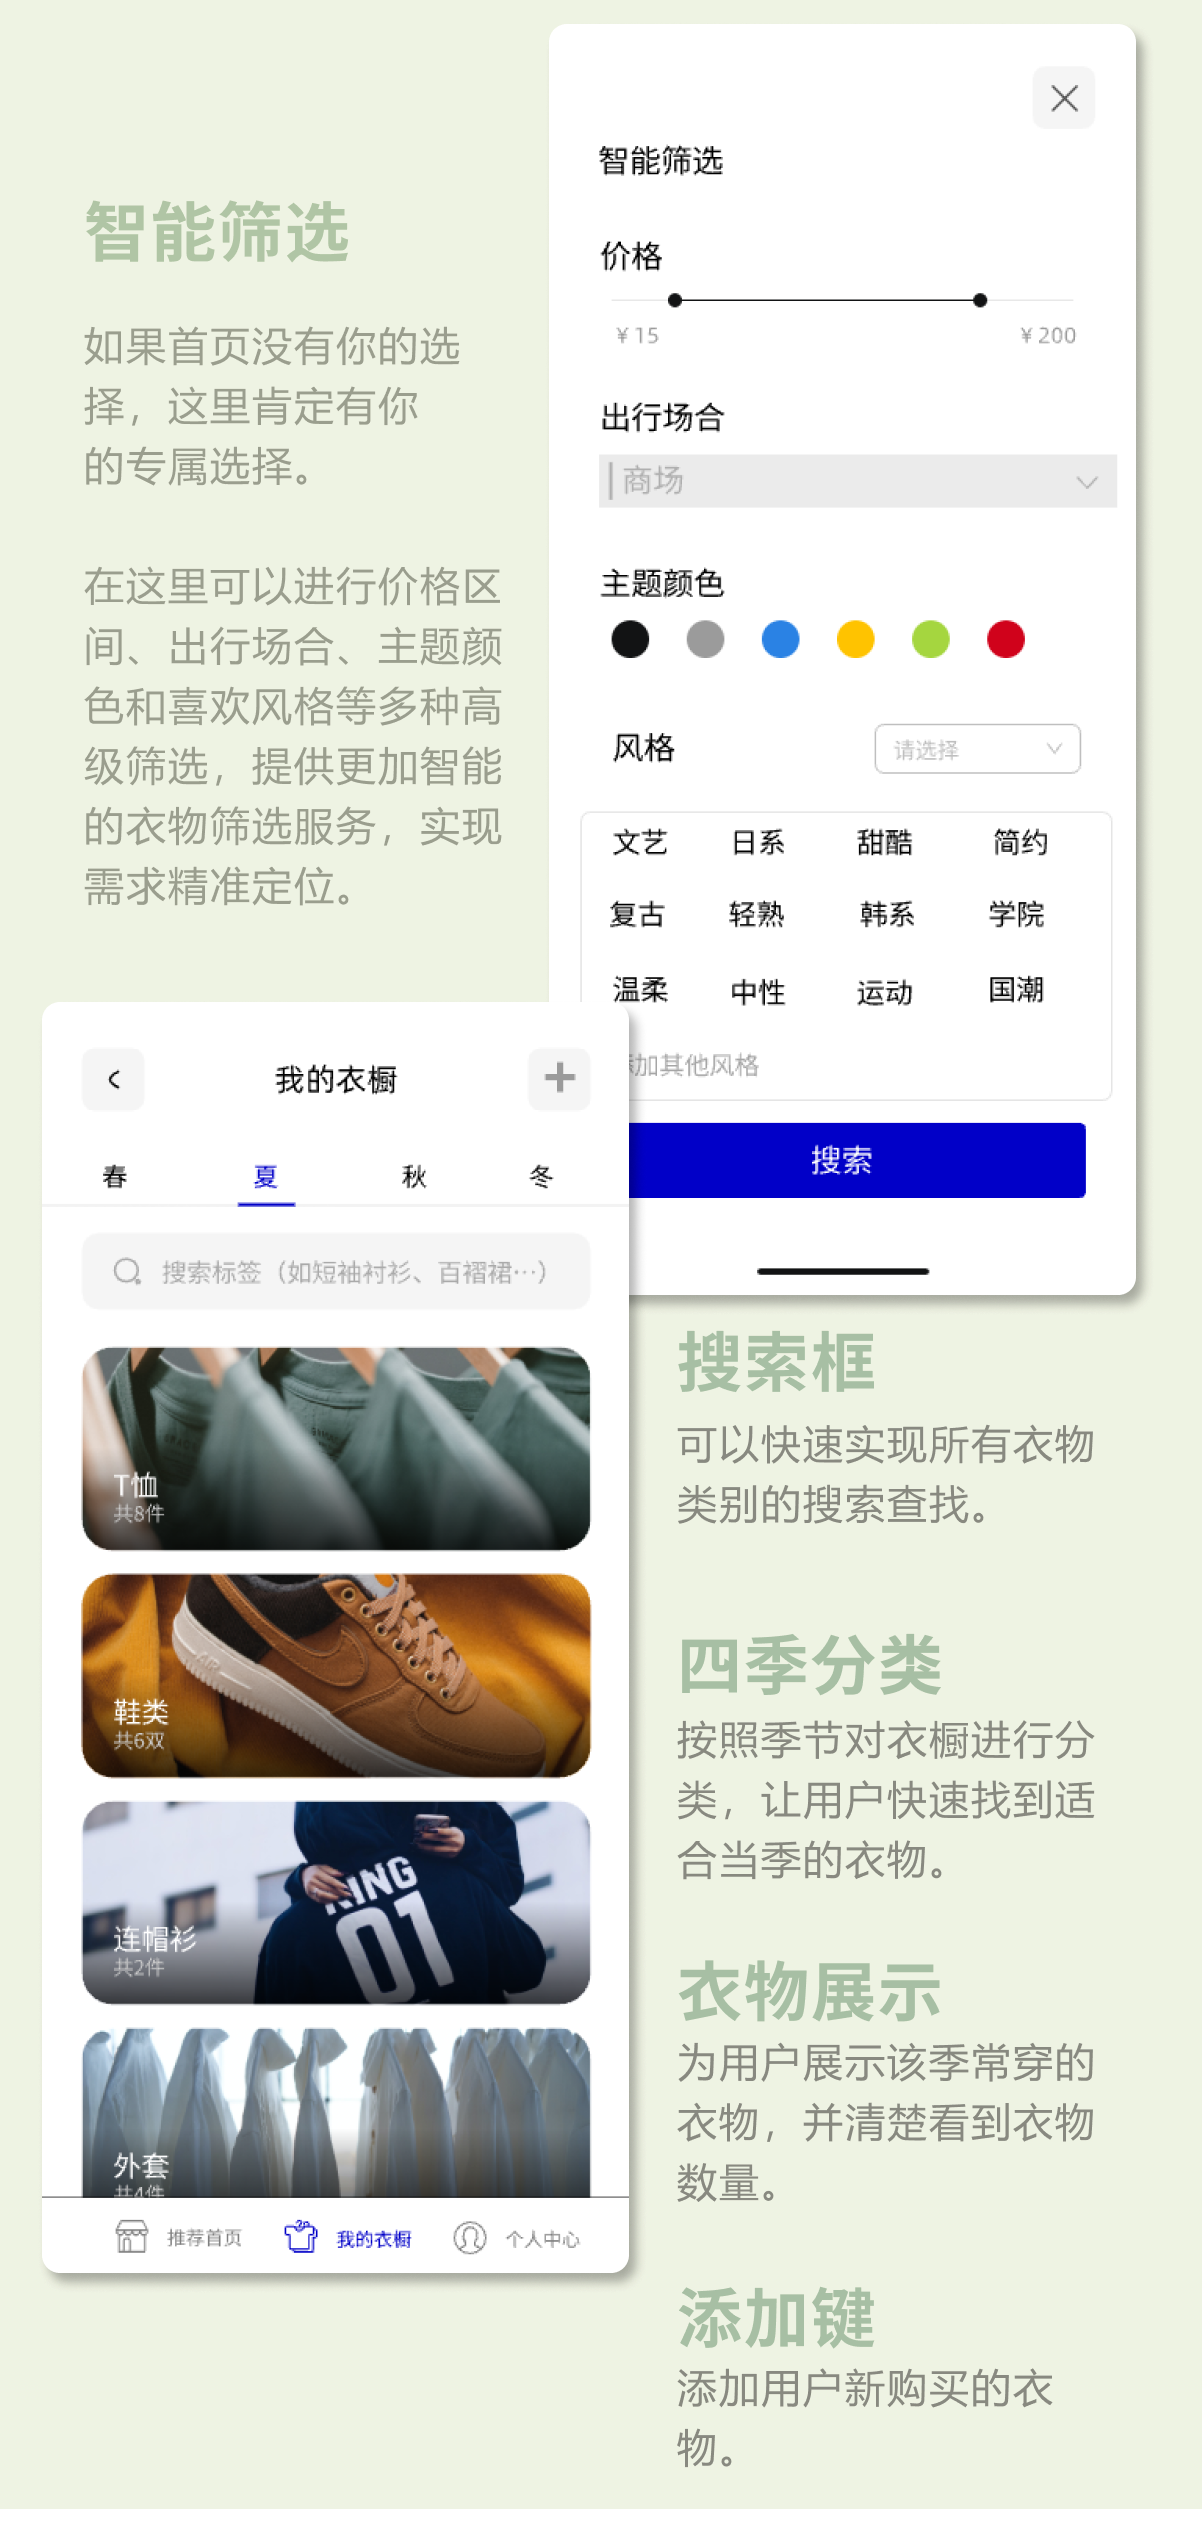 智能筛选
如果首页没有你的选
择，这里肯定有你
的专属选择。
在这里可以进行价格区
间、出行场合、主题颜
色和喜欢风格等多种高
级筛选，提供更加智能
的衣物筛选服务，实现
需求精准定位。
智能筛选
价格
¥15 ¥200
出行场合
商场
主题颜色
风格 请选择
文艺 日系 甜酷 简约
复古 轻熟 韩系 学院
温柔 中性 运动 国潮
加其他风格
搜索
我的衣橱
春 夏 秋 冬
搜索标签（如短袖衬衫、百褶裙…）
T恤
共8件
鞋类
共6双
AIR
连帽衫
共2件
KING
01
外套
共4件
推荐首页 我的衣橱 个人中心
搜索框
可以快速实现所有衣物
类别的搜索查找。
四季分类
按照季节对衣橱进行分
类，让用户快速找到适
合当季的衣物。
衣物展示
为用户展示该季常穿的
衣物，并清楚看到衣物
数量。
添加键
添加用户新购买的衣
物。